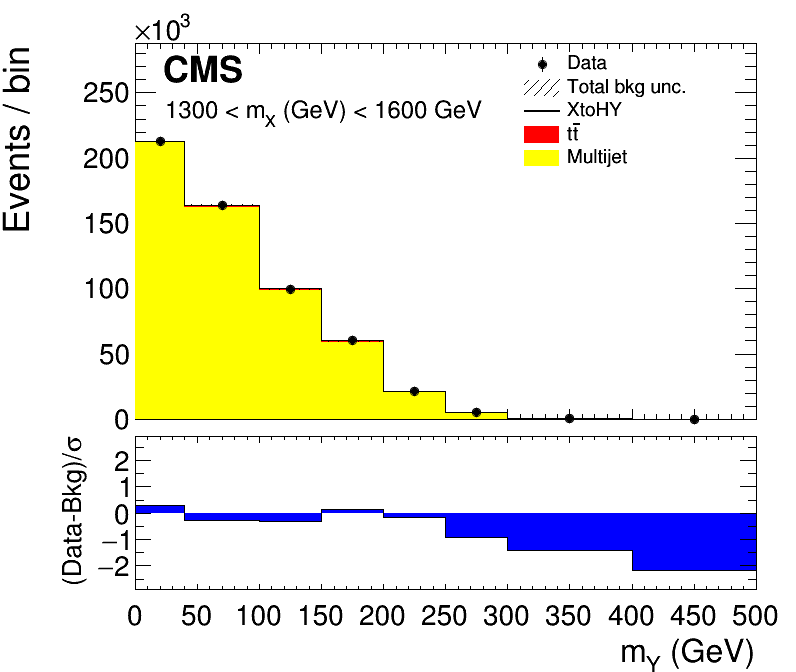 ×10³
Events / bin
CMS
1300 < mX (GeV) < 1600 GeV
Data
Total bkg unc.
XtoHY
tt̄
Multijet
250
200
150
100
50
0
(Data-Bkg)/σ
2
1
0
−1
−2
0 50 100 150 200 250 300 350 400 450 500
mY (GeV)